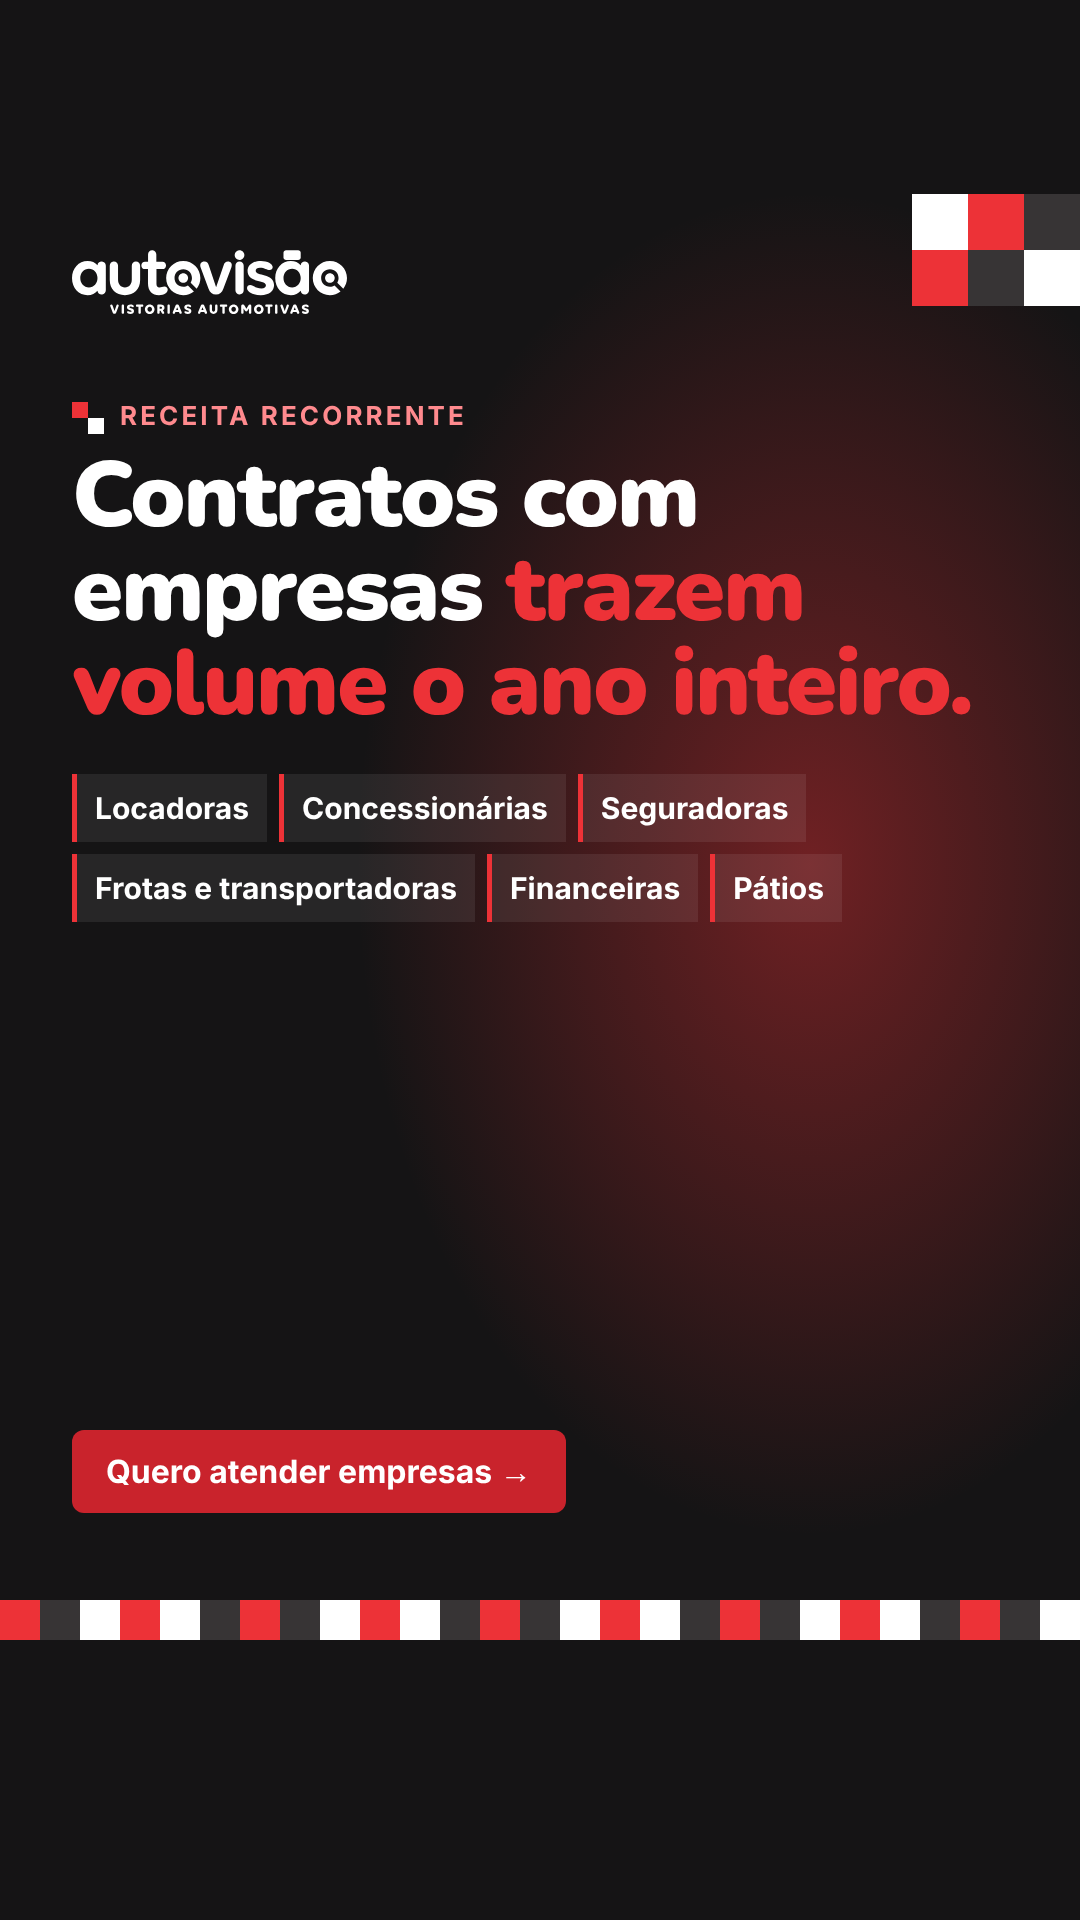 autovisão
VISTORIAS AUTOMOTIVAS
RECEITA RECORRENTE
Contratos com
empresas trazem
volume o ano inteiro.
Locadoras Concessionárias Seguradoras
Frotas e transportadoras Financeiras Pátios
Quero atender empresas →